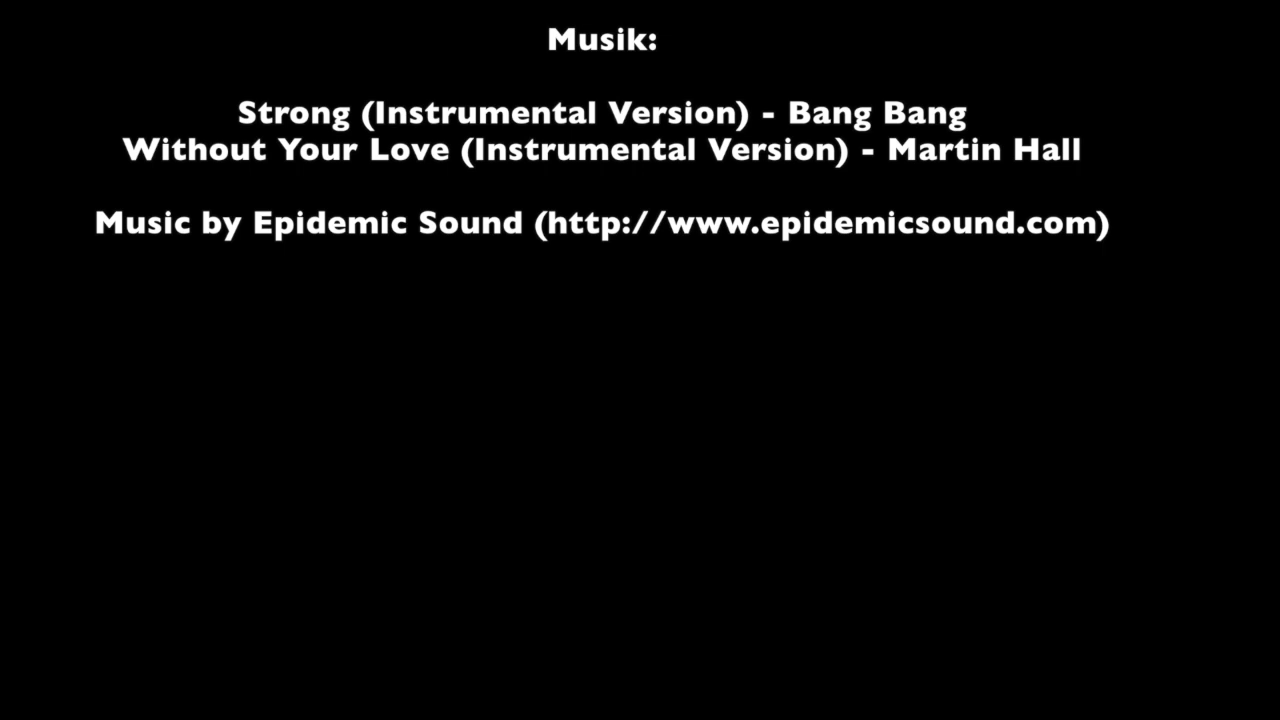 Musik:
Strong (Instrumental Version) - Bang Bang
Without Your Love (Instrumental Version) - Martin Hall
Music by Epidemic Sound (http://www.epidemicsound.com)